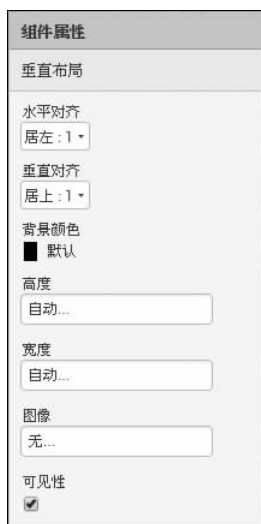 组件属性
垂直布局
水平对齐
居左 : 1
垂直对齐
居上 : 1
背景颜色
默认
高度
自动...
宽度
自动...
图像
无...
可见性